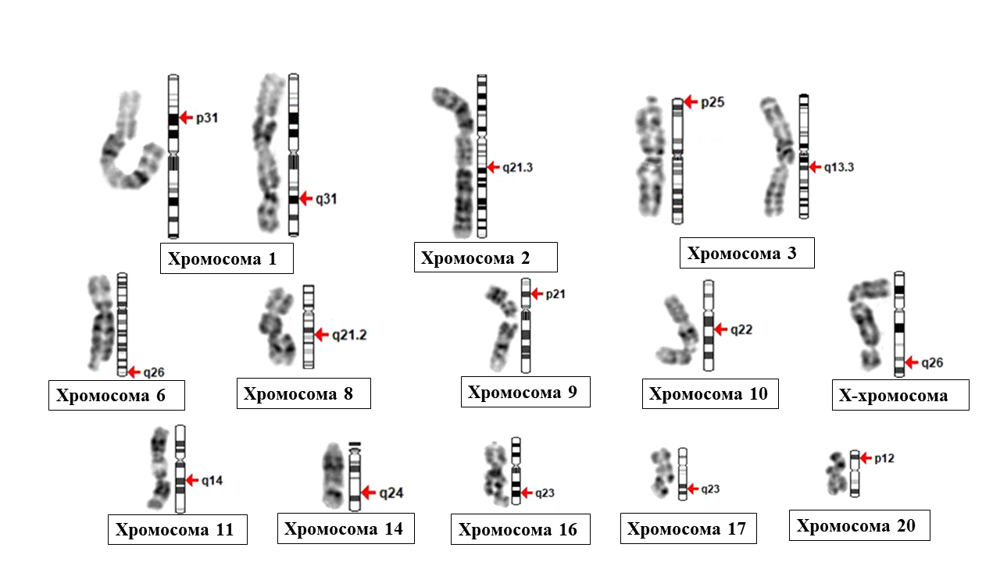 p31
q31
q21.3
p25
q13.3
Хромосома 1
Хромосома 2
Хромосома 3
q26
q21.2
p21
q22
q26
Хромосома 6
Хромосома 8
Хромосома 9
Хромосома 10
Х-хромосома
q14
q24
q23
q23
p12
Хромосома 11
Хромосома 14
Хромосома 16
Хромосома 17
Хромосома 20